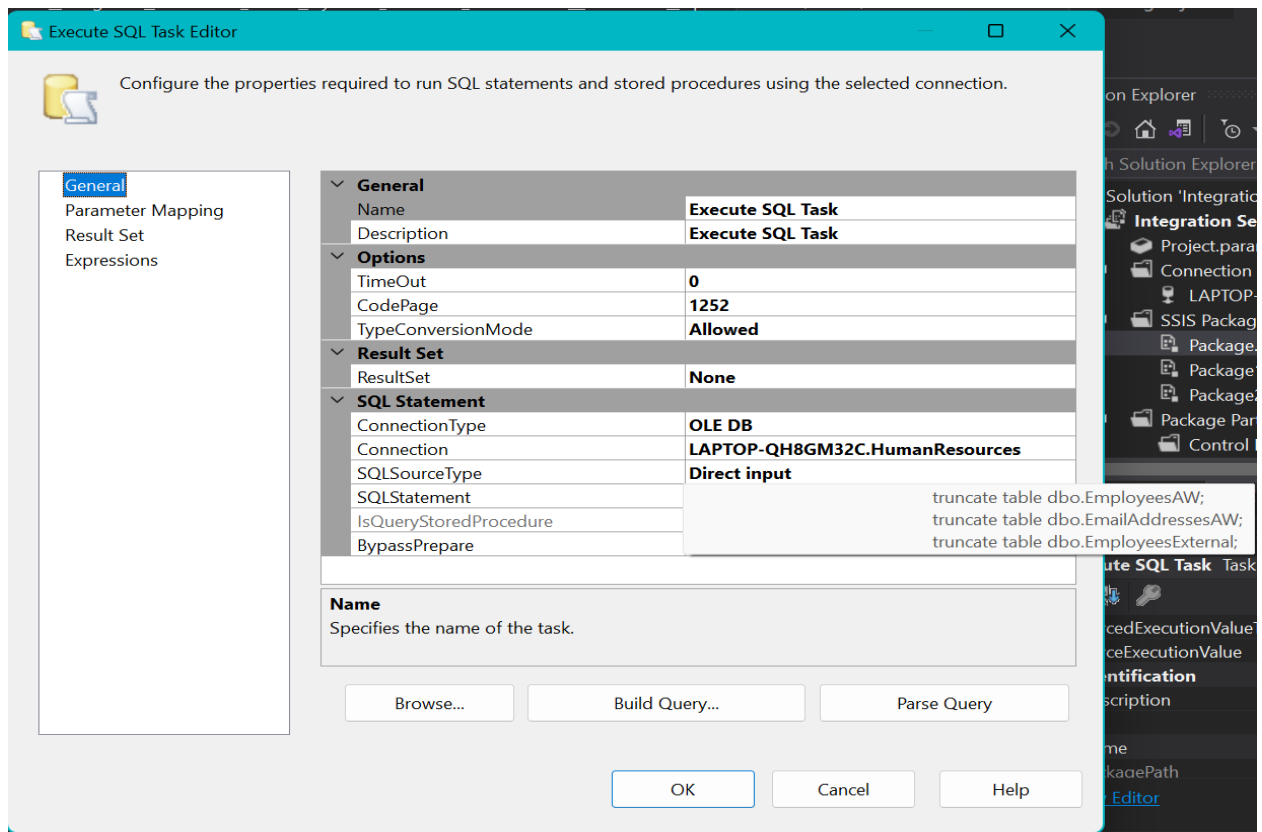 Execute SQL Task Editor
Configure the properties required to run SQL statements and stored procedures using the selected connection.
General
Parameter Mapping
Result Set
Expressions
General
Name Execute SQL Task
Description Execute SQL Task
Options
TimeOut 0
CodePage 1252
TypeConversionMode Allowed
Result Set
ResultSet None
SQL Statement
ConnectionType OLE DB
Connection LAPTOP-QH8GM32C.HumanResources
SQLSourceType Direct input
SQLStatement
IsQueryStoredProcedure
BypassPrepare
truncate table dbo.EmployeesAW;
truncate table dbo.EmailAddressesAW;
truncate table dbo.EmployeesExternal;
Name
Specifies the name of the task.
Browse...
Build Query...
Parse Query
OK
Cancel
Help
on Explorer
h Solution Explorer
Solution 'Integratio
Integration Se
Project.para
Connection
LAPTOP-
SSIS Packag
Package.
Package
Package
Package Par
Control
ute SQL Task Task
cedExecutionValue
ceExecutionValue
ntification
scription
me
kagePath
Editor